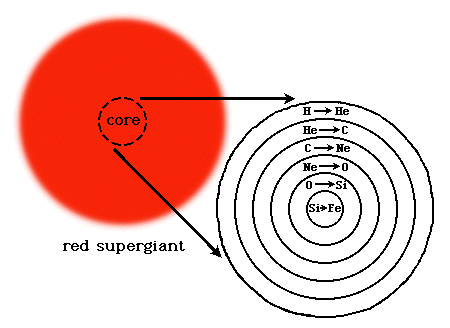 core
red supergiant
H → He
He → C
C → Ne
Ne → O
O → Si
Si → Fe